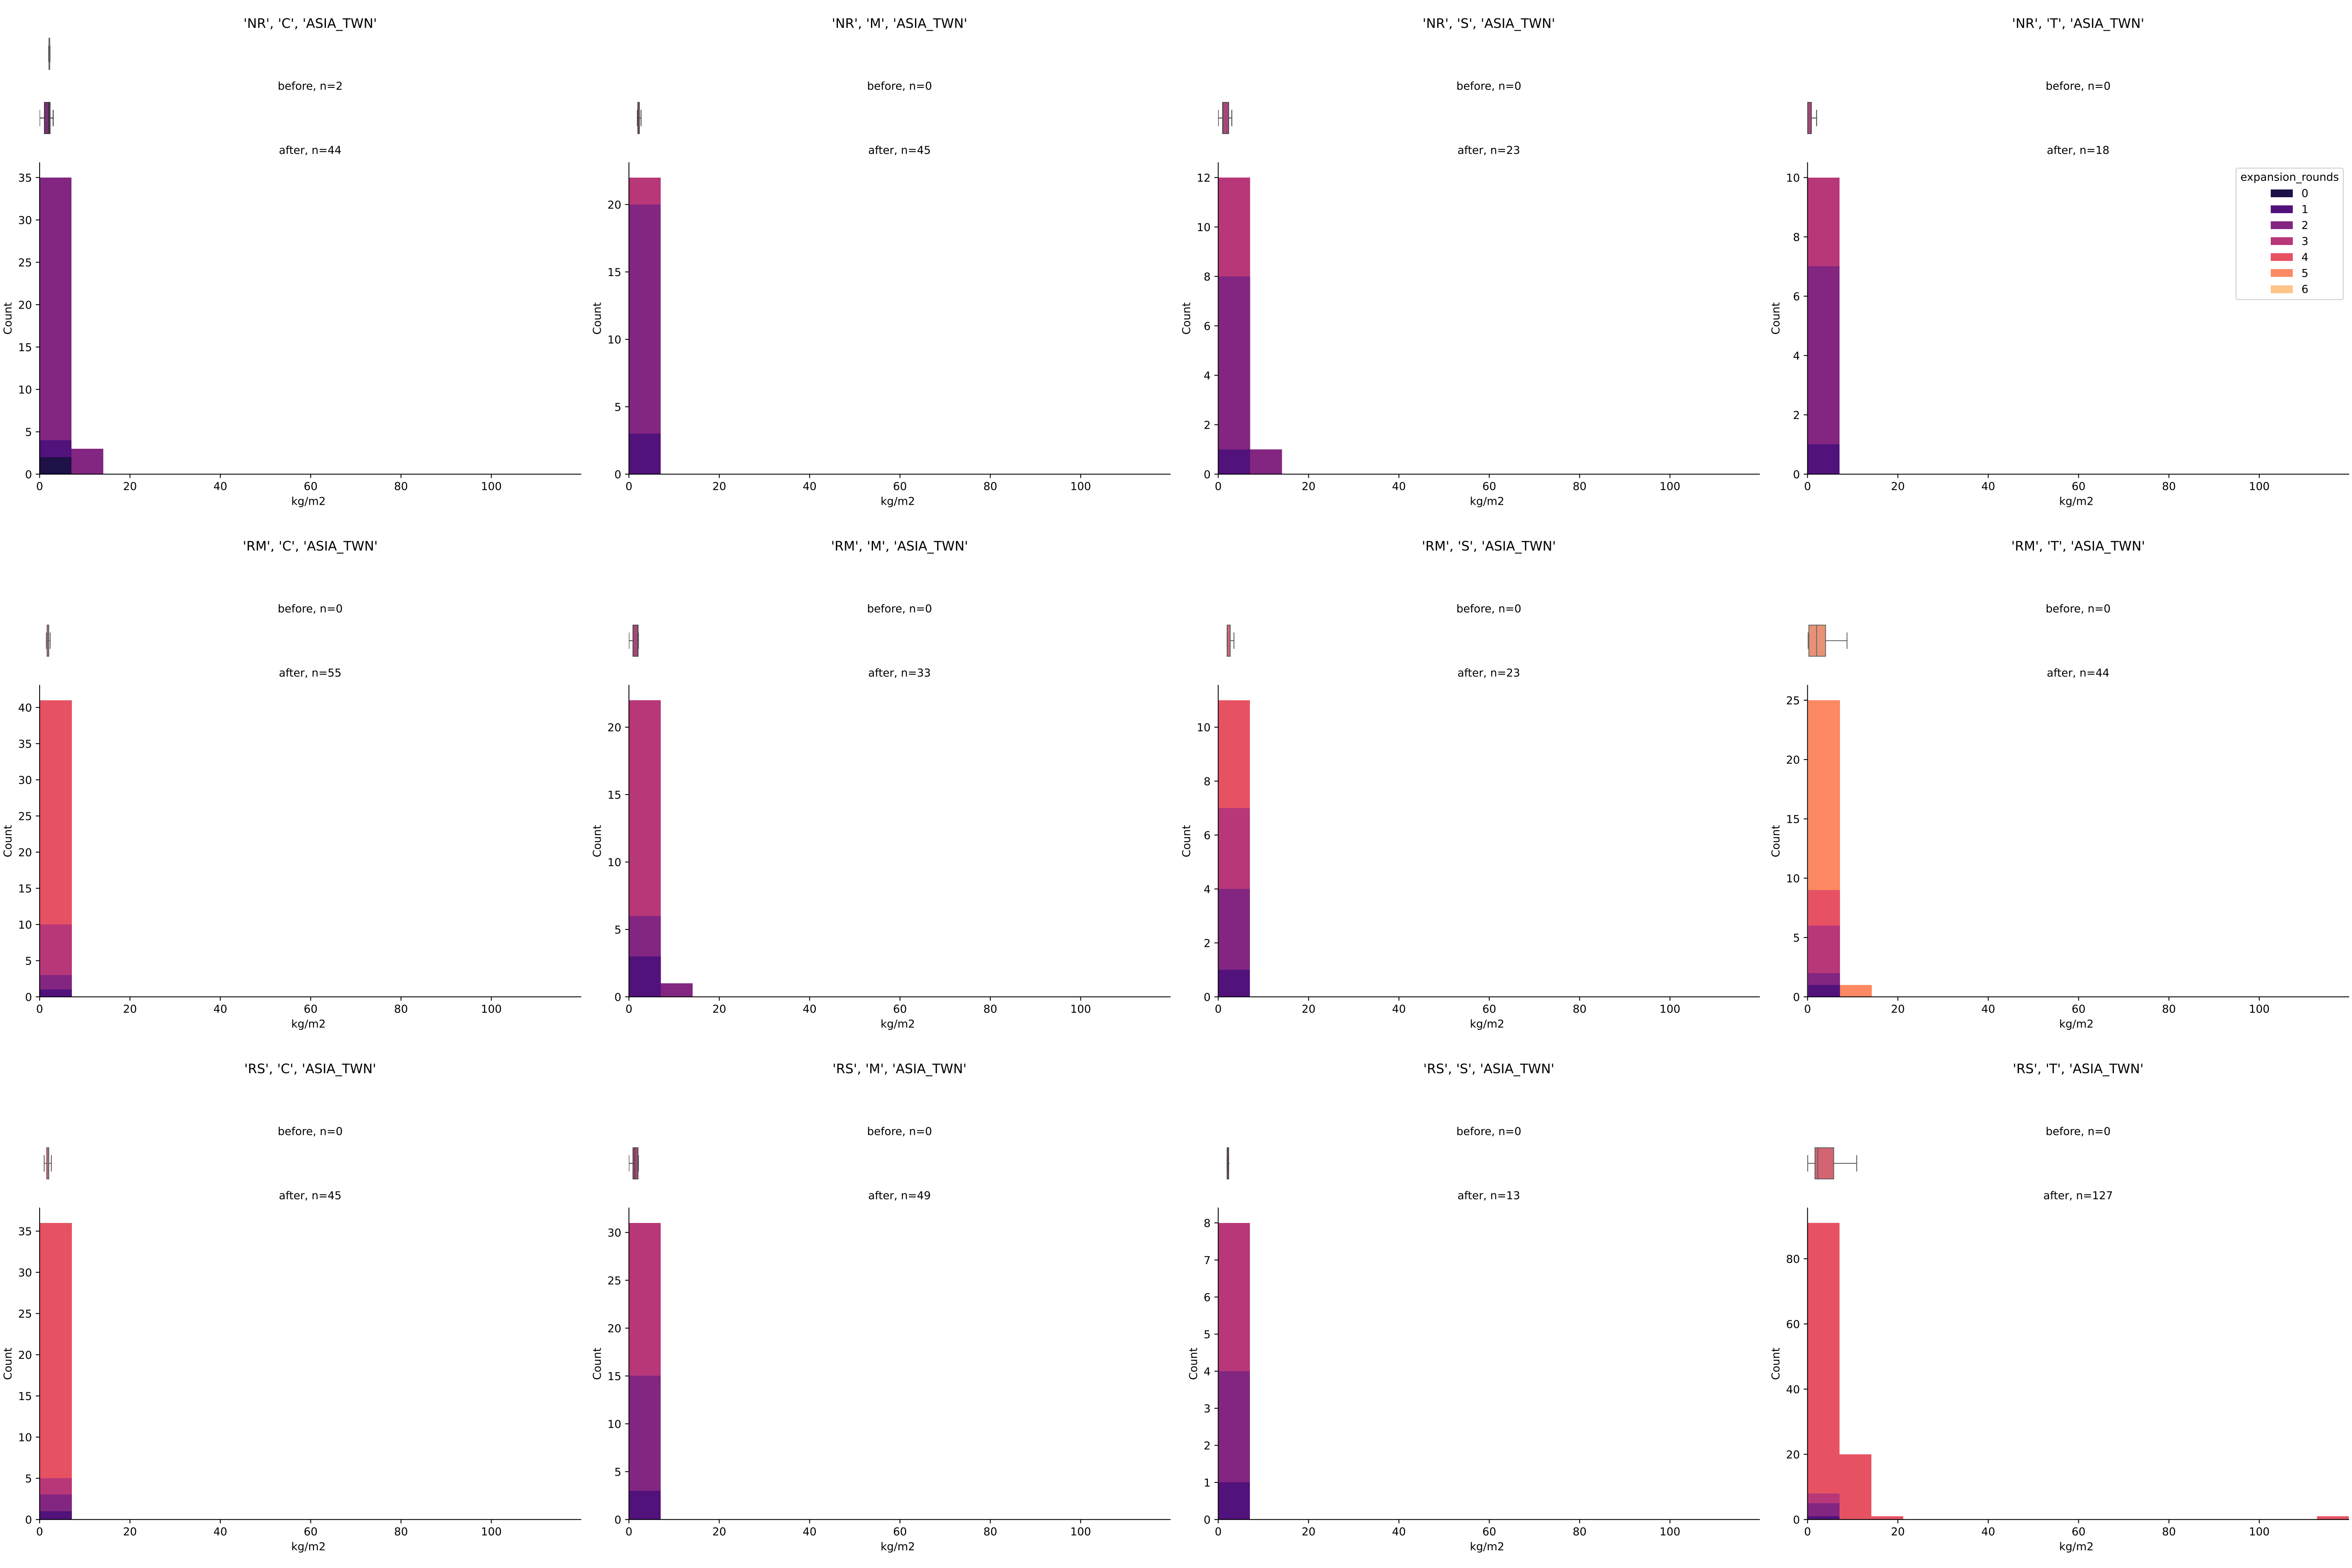 'NR', 'C', 'ASIA_TWN'
before, n=2
after, n=44
35
30
25
20
15
10
5
0
Count
0 20 40 60 80 100
kg/m2
'NR', 'M', 'ASIA_TWN'
before, n=0
after, n=45
20
15
10
5
0
Count
0 20 40 60 80 100
kg/m2
'NR', 'S', 'ASIA_TWN'
before, n=0
after, n=23
12
10
8
6
4
2
0
Count
0 20 40 60 80 100
kg/m2
'NR', 'T', 'ASIA_TWN'
before, n=0
after, n=18
10
8
6
4
2
0
Count
0 20 40 60 80 100
kg/m2
expansion_rounds
0
1
2
3
4
5
6
'RM', 'C', 'ASIA_TWN'
before, n=0
after, n=55
40
35
30
25
20
15
10
5
0
Count
0 20 40 60 80 100
kg/m2
'RM', 'M', 'ASIA_TWN'
before, n=0
after, n=33
20
15
10
5
0
Count
0 20 40 60 80 100
kg/m2
'RM', 'S', 'ASIA_TWN'
before, n=0
after, n=23
10
8
6
4
2
0
Count
0 20 40 60 80 100
kg/m2
'RM', 'T', 'ASIA_TWN'
before, n=0
after, n=44
25
20
15
10
5
0
Count
0 20 40 60 80 100
kg/m2
'RS', 'C', 'ASIA_TWN'
before, n=0
after, n=45
35
30
25
20
15
10
5
0
Count
0 20 40 60 80 100
kg/m2
'RS', 'M', 'ASIA_TWN'
before, n=0
after, n=49
30
25
20
15
10
5
0
Count
0 20 40 60 80 100
kg/m2
'RS', 'S', 'ASIA_TWN'
before, n=0
after, n=13
8
7
6
5
4
3
2
1
0
Count
0 20 40 60 80 100
kg/m2
'RS', 'T', 'ASIA_TWN'
before, n=0
after, n=127
80
60
40
20
0
Count
0 20 40 60 80 100
kg/m2